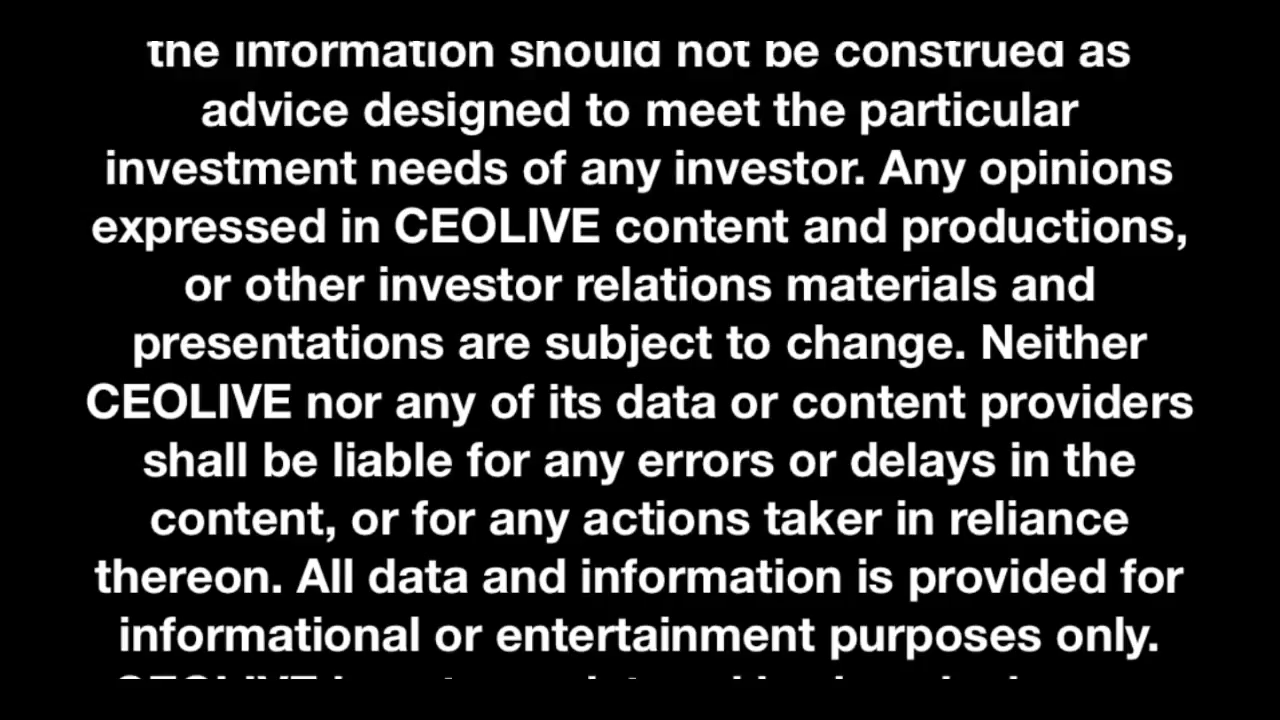 the information should not be construed as
advice designed to meet the particular
investment needs of any investor. Any opinions
expressed in CEOLIVE content and productions,
or other investor relations materials and
presentations are subject to change. Neither
CEOLIVE nor any of its data or content providers
shall be liable for any errors or delays in the
content, or for any actions taker in reliance
thereon. All data and information is provided for
informational or entertainment purposes only.
CEOLIVE